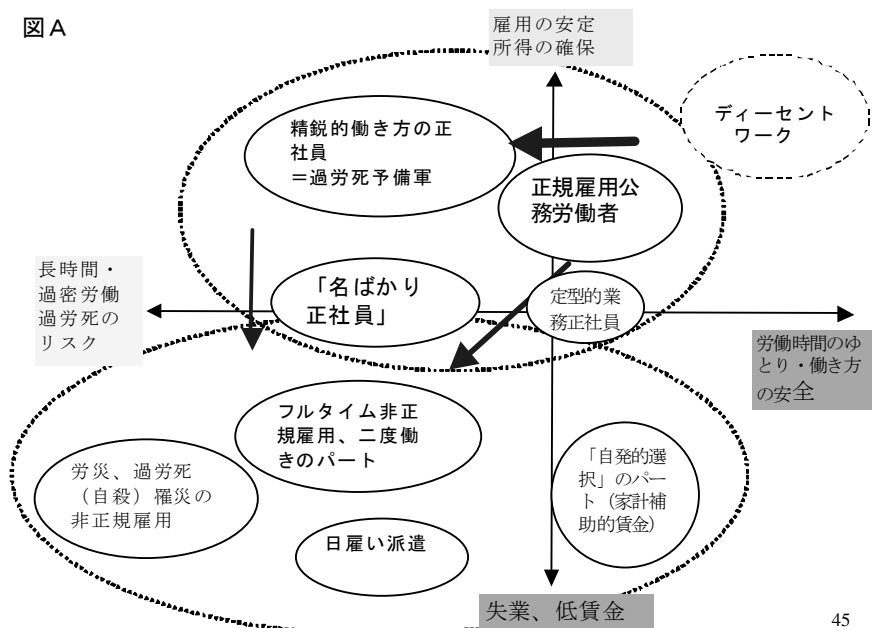 図A
雇用の安定
所得の確保
ディーセント
ワーク
精鋭的働き方の正
社員
=過労死予備軍
正規雇用公
務労働者
長時間・
過密労働
過労死の
リスク
「名ばかり
正社員」
定型的業
務正社員
労働時間のゆ
とり・働き方
の安全
フルタイム非正
規雇用、二度働
きのパート
労災、過労死
(自殺)罹災の
非正規雇用
「自発的選
択」のパー
ト(家計補
助的賃金)
日雇い派遣
失業、低賃金
45